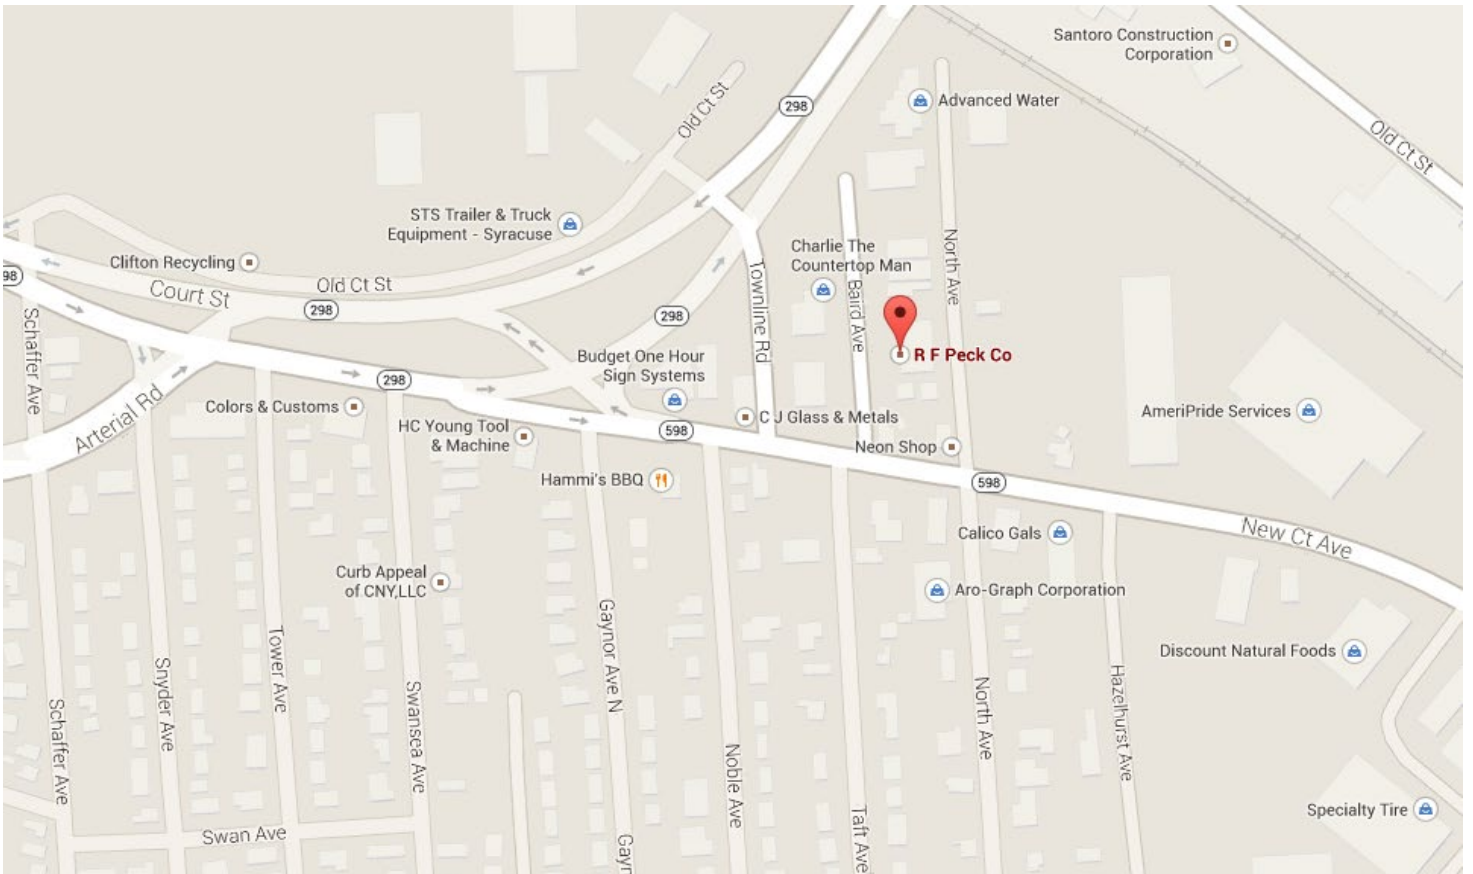 Santoro Construction
Corporation
298
Advanced Water
Old Ct St
Old Ct St
STS Trailer & Truck
Equipment - Syracuse
Charlie The
Countertop Man
North Ave
Clifton Recycling
Old Ct St
Court St
298
98
Townline Rd
Baird Ave
298
Schaffer Ave
R F Peck Co
Budget One Hour
Sign Systems
298
Arterial Rd
Colors & Customs
HC Young Tool
& Machine
598
C J Glass & Metals
AmeriPride Services
Neon Shop
Hammi's BBQ
598
New Ct Ave
Calico Gals
Curb Appeal
of CNY,LLC
Aro-Graph Corporation
Discount Natural Foods
Schaffer Ave
Snyder Ave
Tower Ave
Swansea Ave
Gaynor Ave N
Noble Ave
Taft Ave
North Ave
Hazelhurst Ave
Specialty Tire
Swan Ave
Gayn